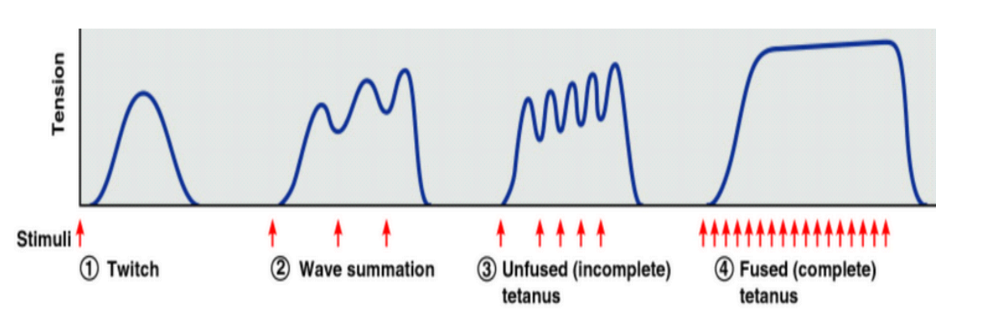 Tension
Stimuli
① Twitch
② Wave summation
③ Unfused (incomplete)
tetanus
④ Fused (complete)
tetanus